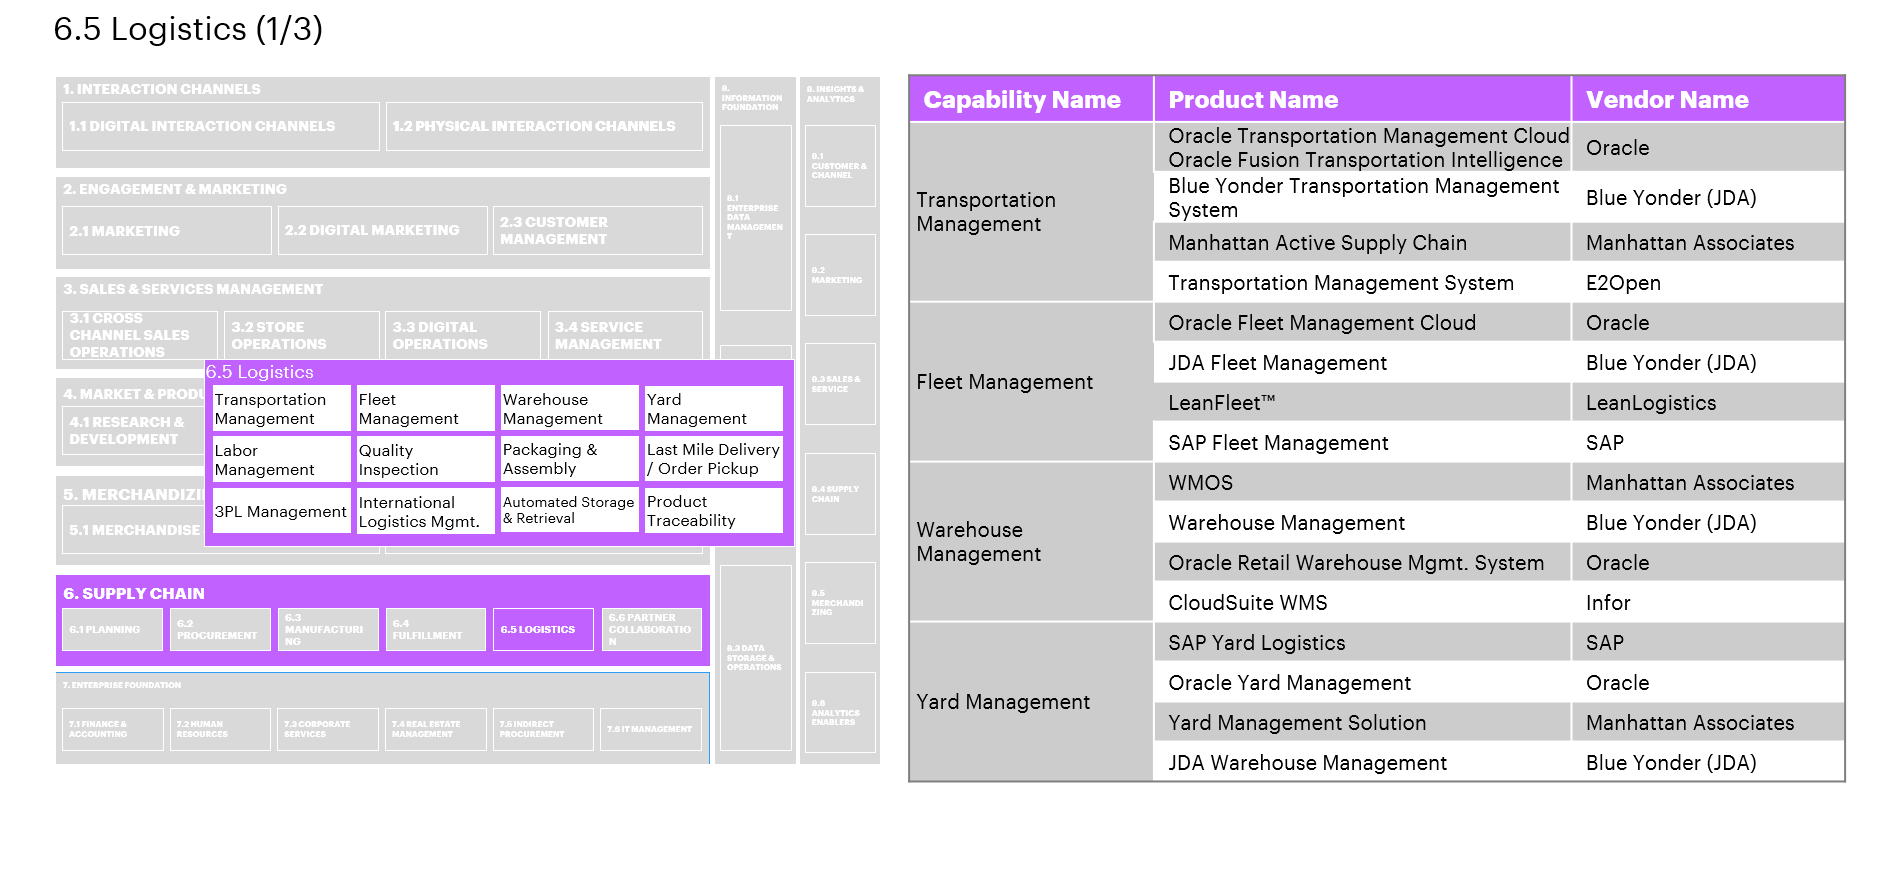 6.5 Logistics (1/3)
1. INTERACTION CHANNELS
1.1 DIGITAL INTERACTION CHANNELS
1.2 PHYSICAL INTERACTION CHANNELS
2. ENGAGEMENT & MARKETING
2.1 MARKETING
2.2 DIGITAL MARKETING
2.3 CUSTOMER
MANAGEMENT
3. SALES & SERVICES MANAGEMENT
3.1 CROSS
CHANNEL SALES
OPERATIONS
3.2 STORE
OPERATIONS
3.3 DIGITAL
OPERATIONS
3.4 SERVICE
MANAGEMENT
4. MARKET & PRODU
4.1 RESEARCH &
DEVELOPMENT
5. MERCHANDIZI
5.1 MERCHANDISE
6.5 Logistics
Transportation
Management
Fleet
Management
Warehouse
Management
Yard
Management
Labor
Management
Quality
Inspection
Packaging &
Assembly
Last Mile Delivery
/ Order Pickup
3PL Management
International
Logistics Mgmt.
Automated Storage
& Retrieval
Product
Traceability
6. SUPPLY CHAIN
6.1 PLANNING
6.2
PROCUREMENT
6.3
MANUFACTURI
NG
6.4
FULFILLMENT
6.5 LOGISTICS
6.6 PARTNER
COLLABORATIO
N
7. ENTERPRISE FOUNDATION
7.1 FINANCE &
ACCOUNTING
7.2 HUMAN
RESOURCES
7.3 CORPORATE
SERVICES
7.4 REAL ESTATE
MANAGEMENT
7.5 INDIRECT
PROCUREMENT
7.6 IT MANAGEMENT
8.
INFORMATION
FOUNDATION
8.1
ENTERPRISE
DATA
MANAGEMEN
T
8.3 DATA
STORAGE &
OPERATIONS
9. INSIGHTS &
ANALYTICS
9.1
CUSTOMER &
CHANNEL
9.2
MARKETING
9.3 SALES &
SERVICE
9.4 SUPPLY
CHAIN
9.5
MERCHANDI
ZING
9.6
ANALYTICS
ENABLERS
Capability Name Product Name Vendor Name
Transportation
Management
Oracle Transportation Management Cloud
Oracle Fusion Transportation Intelligence
Oracle
Blue Yonder Transportation Management
System
Blue Yonder (JDA)
Manhattan Active Supply Chain Manhattan Associates
Transportation Management System E2Open
Fleet Management
Oracle Fleet Management Cloud Oracle
JDA Fleet Management Blue Yonder (JDA)
LeanFleet™ LeanLogistics
SAP Fleet Management SAP
Warehouse
Management
WMOS Manhattan Associates
Warehouse Management Blue Yonder (JDA)
Oracle Retail Warehouse Mgmt. System Oracle
CloudSuite WMS Infor
Yard Management
SAP Yard Logistics SAP
Oracle Yard Management Oracle
Yard Management Solution Manhattan Associates
JDA Warehouse Management Blue Yonder (JDA)